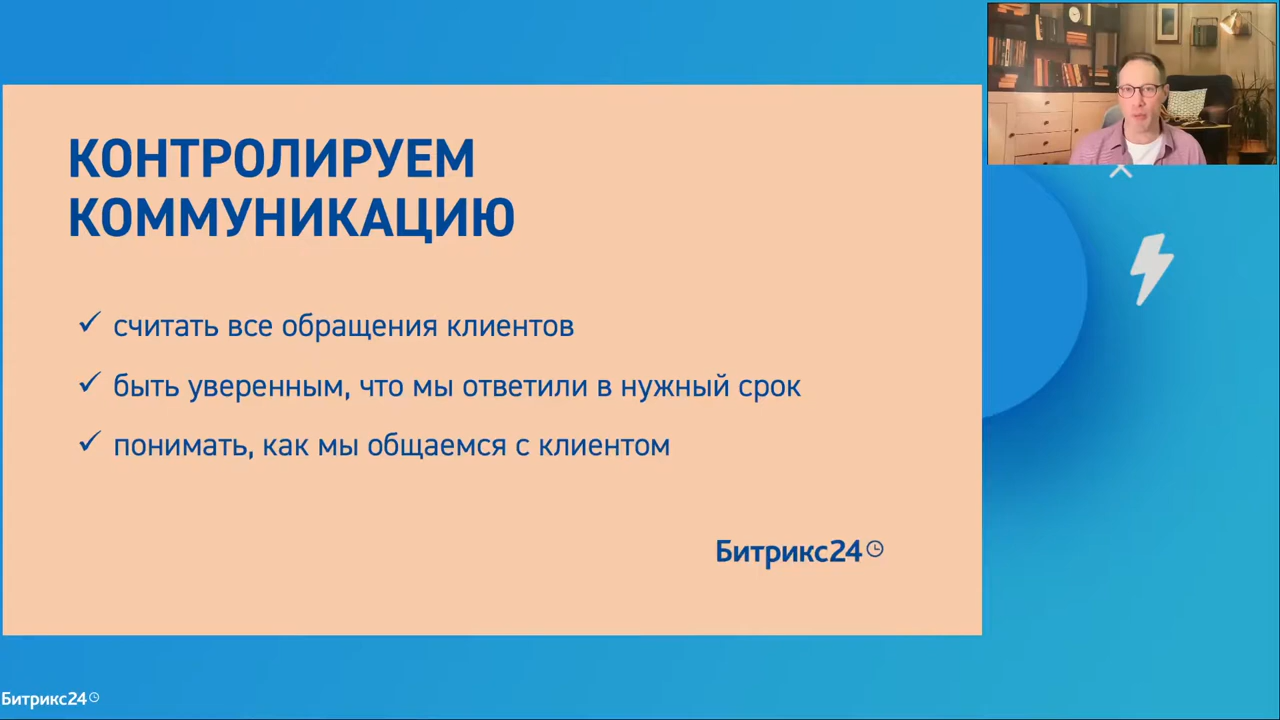 КОНТРОЛИРУЕМ
КОММУНИКАЦИЮ
считать все обращения клиентов
быть уверенным, что мы ответили в нужный срок
понимать, как мы общаемся с клиентом
Битрикс24
Битрикс24